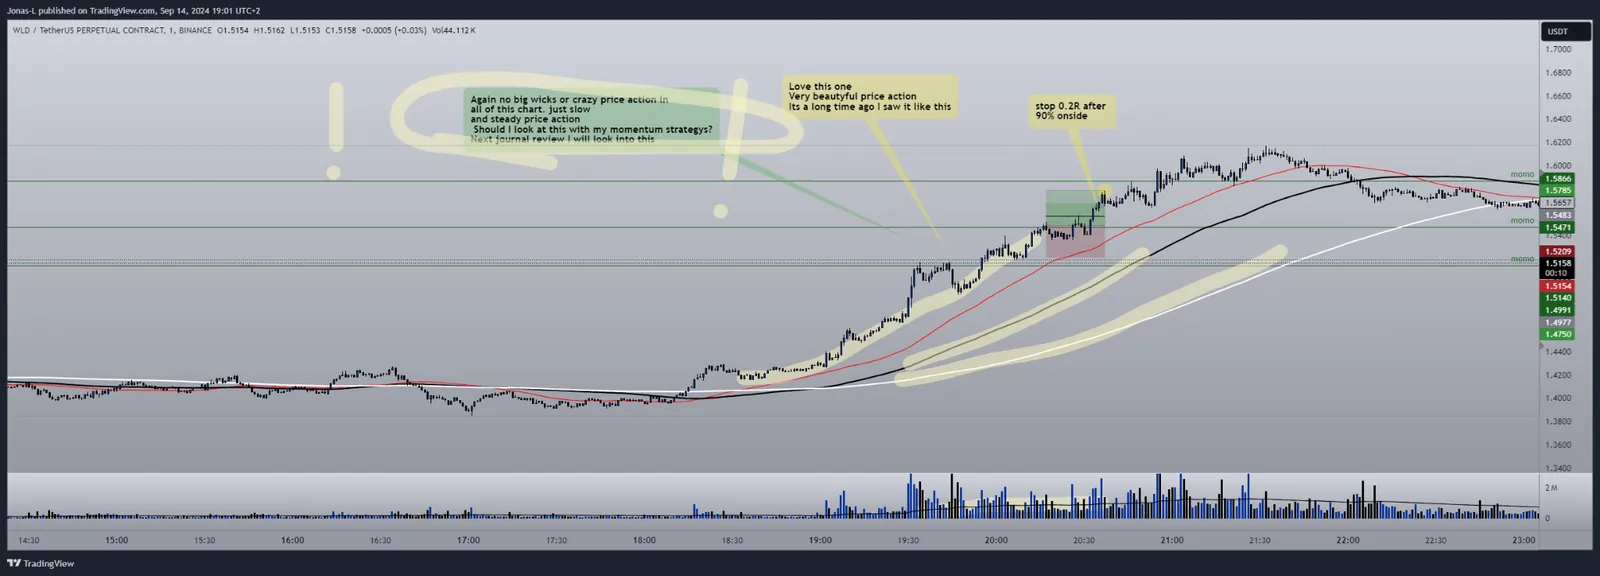 Jonas-L published on TradingView.com, Sep 14, 2024 19:01 UTC+2
WLD / TetherUS PERPETUAL CONTRACT, 1, BINANCE O1.5154 H1.5162 L1.5153 C1.5158 +0.0005 (+0.03%) Vol44.112 K
USDT
Again no big wicks or crazy price action in
all of this chart. just slow
and steady price action
Should I look at this with my momentum strategys?
Next journal review I will look into this
Love this one
Very beautyful price action
Its a long time ago I saw it like this
stop 0.2R after
90% onside
1.7000
1.6800
1.6600
1.6400
1.6200
1.6000
momo
1.5866
1.5785
1.5657
1.5483
momo
1.5471
1.5400
1.5209
momo
1.5158
00:10
1.5154
1.5140
1.4991
1.4977
1.4750
1.4400
1.4200
1.4000
1.3800
1.3600
1.3400
2 M
0
14:30 15:00 15:30 16:00 16:30 17:00 17:30 18:00 18:30 19:00 19:30 20:00 20:30 21:00 21:30 22:00 22:30 23:00
TradingView